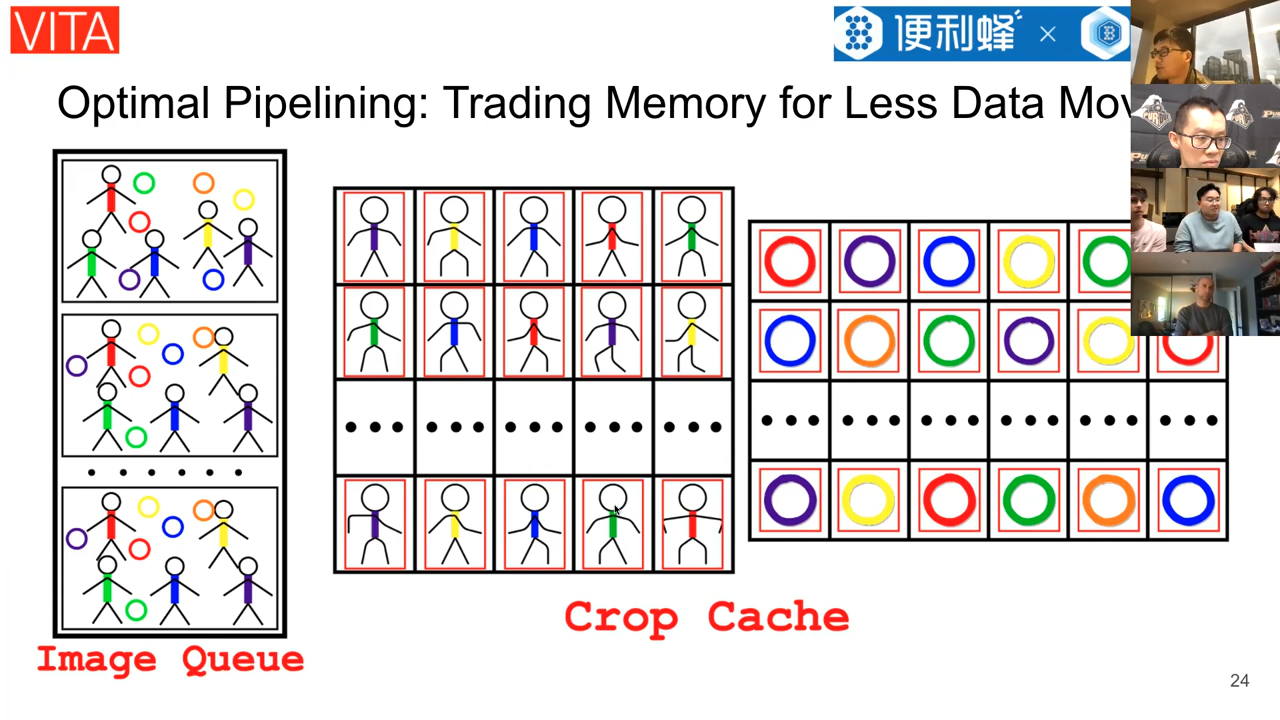 VITA
便利蜂 ×
Optimal Pipelining: Trading Memory for Less Data Mov
Crop Cache
Image Queue
24